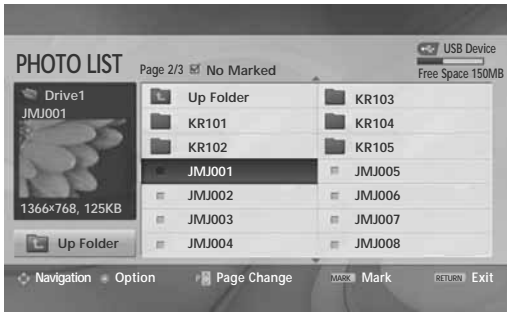 USB Device
PHOTO LIST
Page 2/3 No Marked
Free Space 150MB
Drive1
JMJ001
1366×768, 125KB
Up Folder
Up Folder
KR101
KR102
JMJ001
JMJ002
JMJ003
JMJ004
KR103
KR104
KR105
JMJ005
JMJ006
JMJ007
JMJ008
Navigation Option P Page Change MARK Mark RETURN Exit